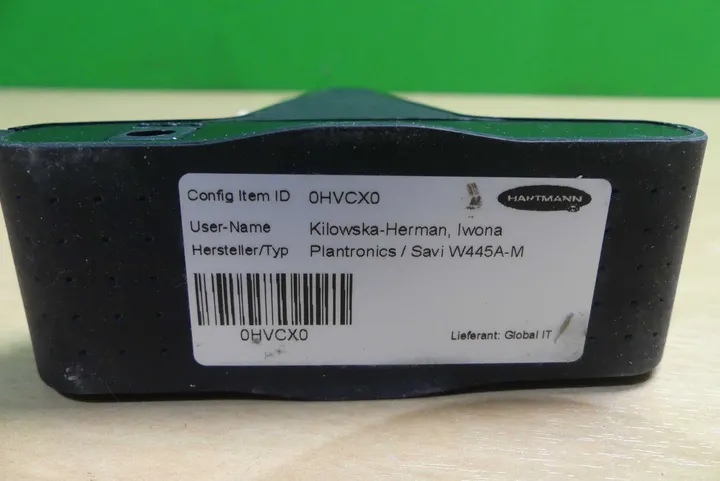 Config Item ID 0HVCX0
HARTMANN
User-Name Kilowska-Herman, Iwona
Hersteller/Typ Plantronics / Savi W445A-M
0HVCX0
Lieferant: Global IT